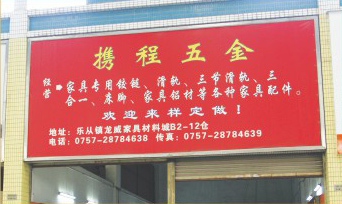 携程五金
经营 家具专用铰链、滑轨、三节滑轨、三
合一、床脚、家具铝材等各种家具配件。
欢迎来样定做！
地址：乐从镇龙威家具材料城B2-12仓
电话：0757-28784638 传真：0757-28784639